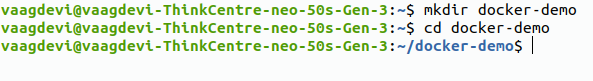 vaagdevi@vaagdevi-ThinkCentre-neo-50s-Gen-3:~$ mkdir docker-demo
vaagdevi@vaagdevi-ThinkCentre-neo-50s-Gen-3:~$ cd docker-demo
vaagdevi@vaagdevi-ThinkCentre-neo-50s-Gen-3:~/docker-demo$